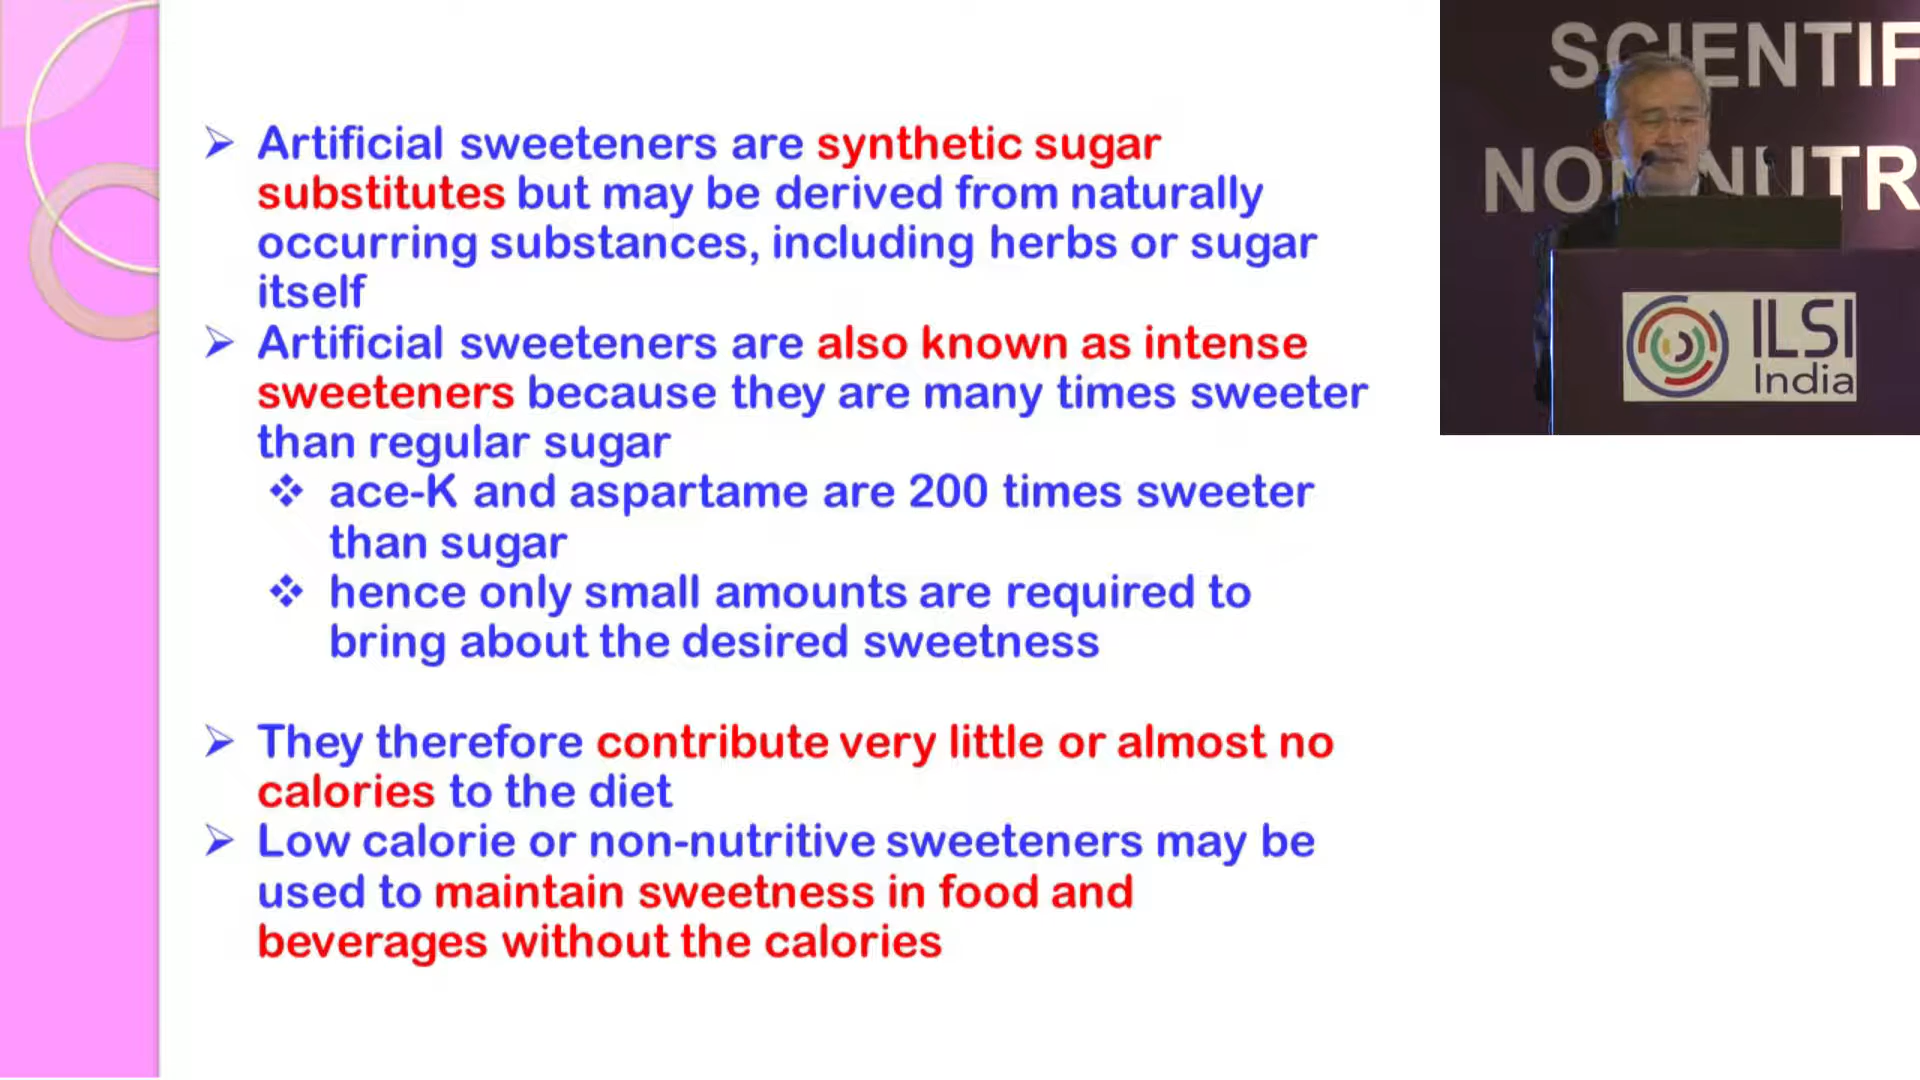 Artificial sweeteners are synthetic sugar
substitutes but may be derived from naturally
occurring substances, including herbs or sugar
itself
Artificial sweeteners are also known as intense
sweeteners because they are many times sweeter
than regular sugar
ace-K and aspartame are 200 times sweeter
than sugar
hence only small amounts are required to
bring about the desired sweetness
They therefore contribute very little or almost no
calories to the diet
Low calorie or non-nutritive sweeteners may be
used to maintain sweetness in food and
beverages without the calories
SCIENTIF
NON NUTR
ILSI
India